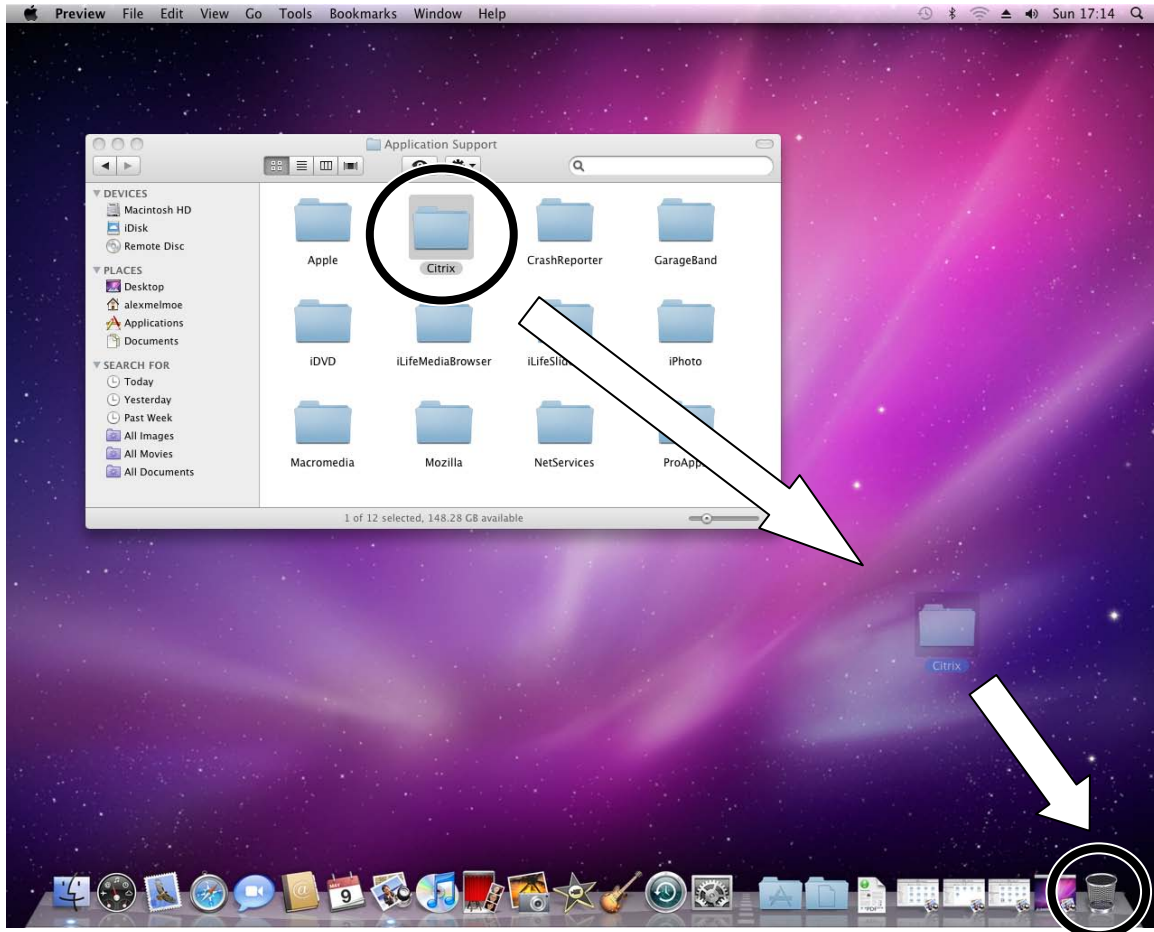 Preview File Edit View Go Tools Bookmarks Window Help Sun 17:14
Application Support
DEVICES
Macintosh HD
iDisk
Remote Disc
PLACES
Desktop
alexmelmoe
Applications
Documents
SEARCH FOR
Today
Yesterday
Past Week
All Images
All Movies
All Documents
Apple Citrix CrashReporter GarageBand
iDVD iLifeMediaBrowser iPhoto
Macromedia Mozilla NetServices
1 of 12 selected, 148.28 GB available
Citrix
9